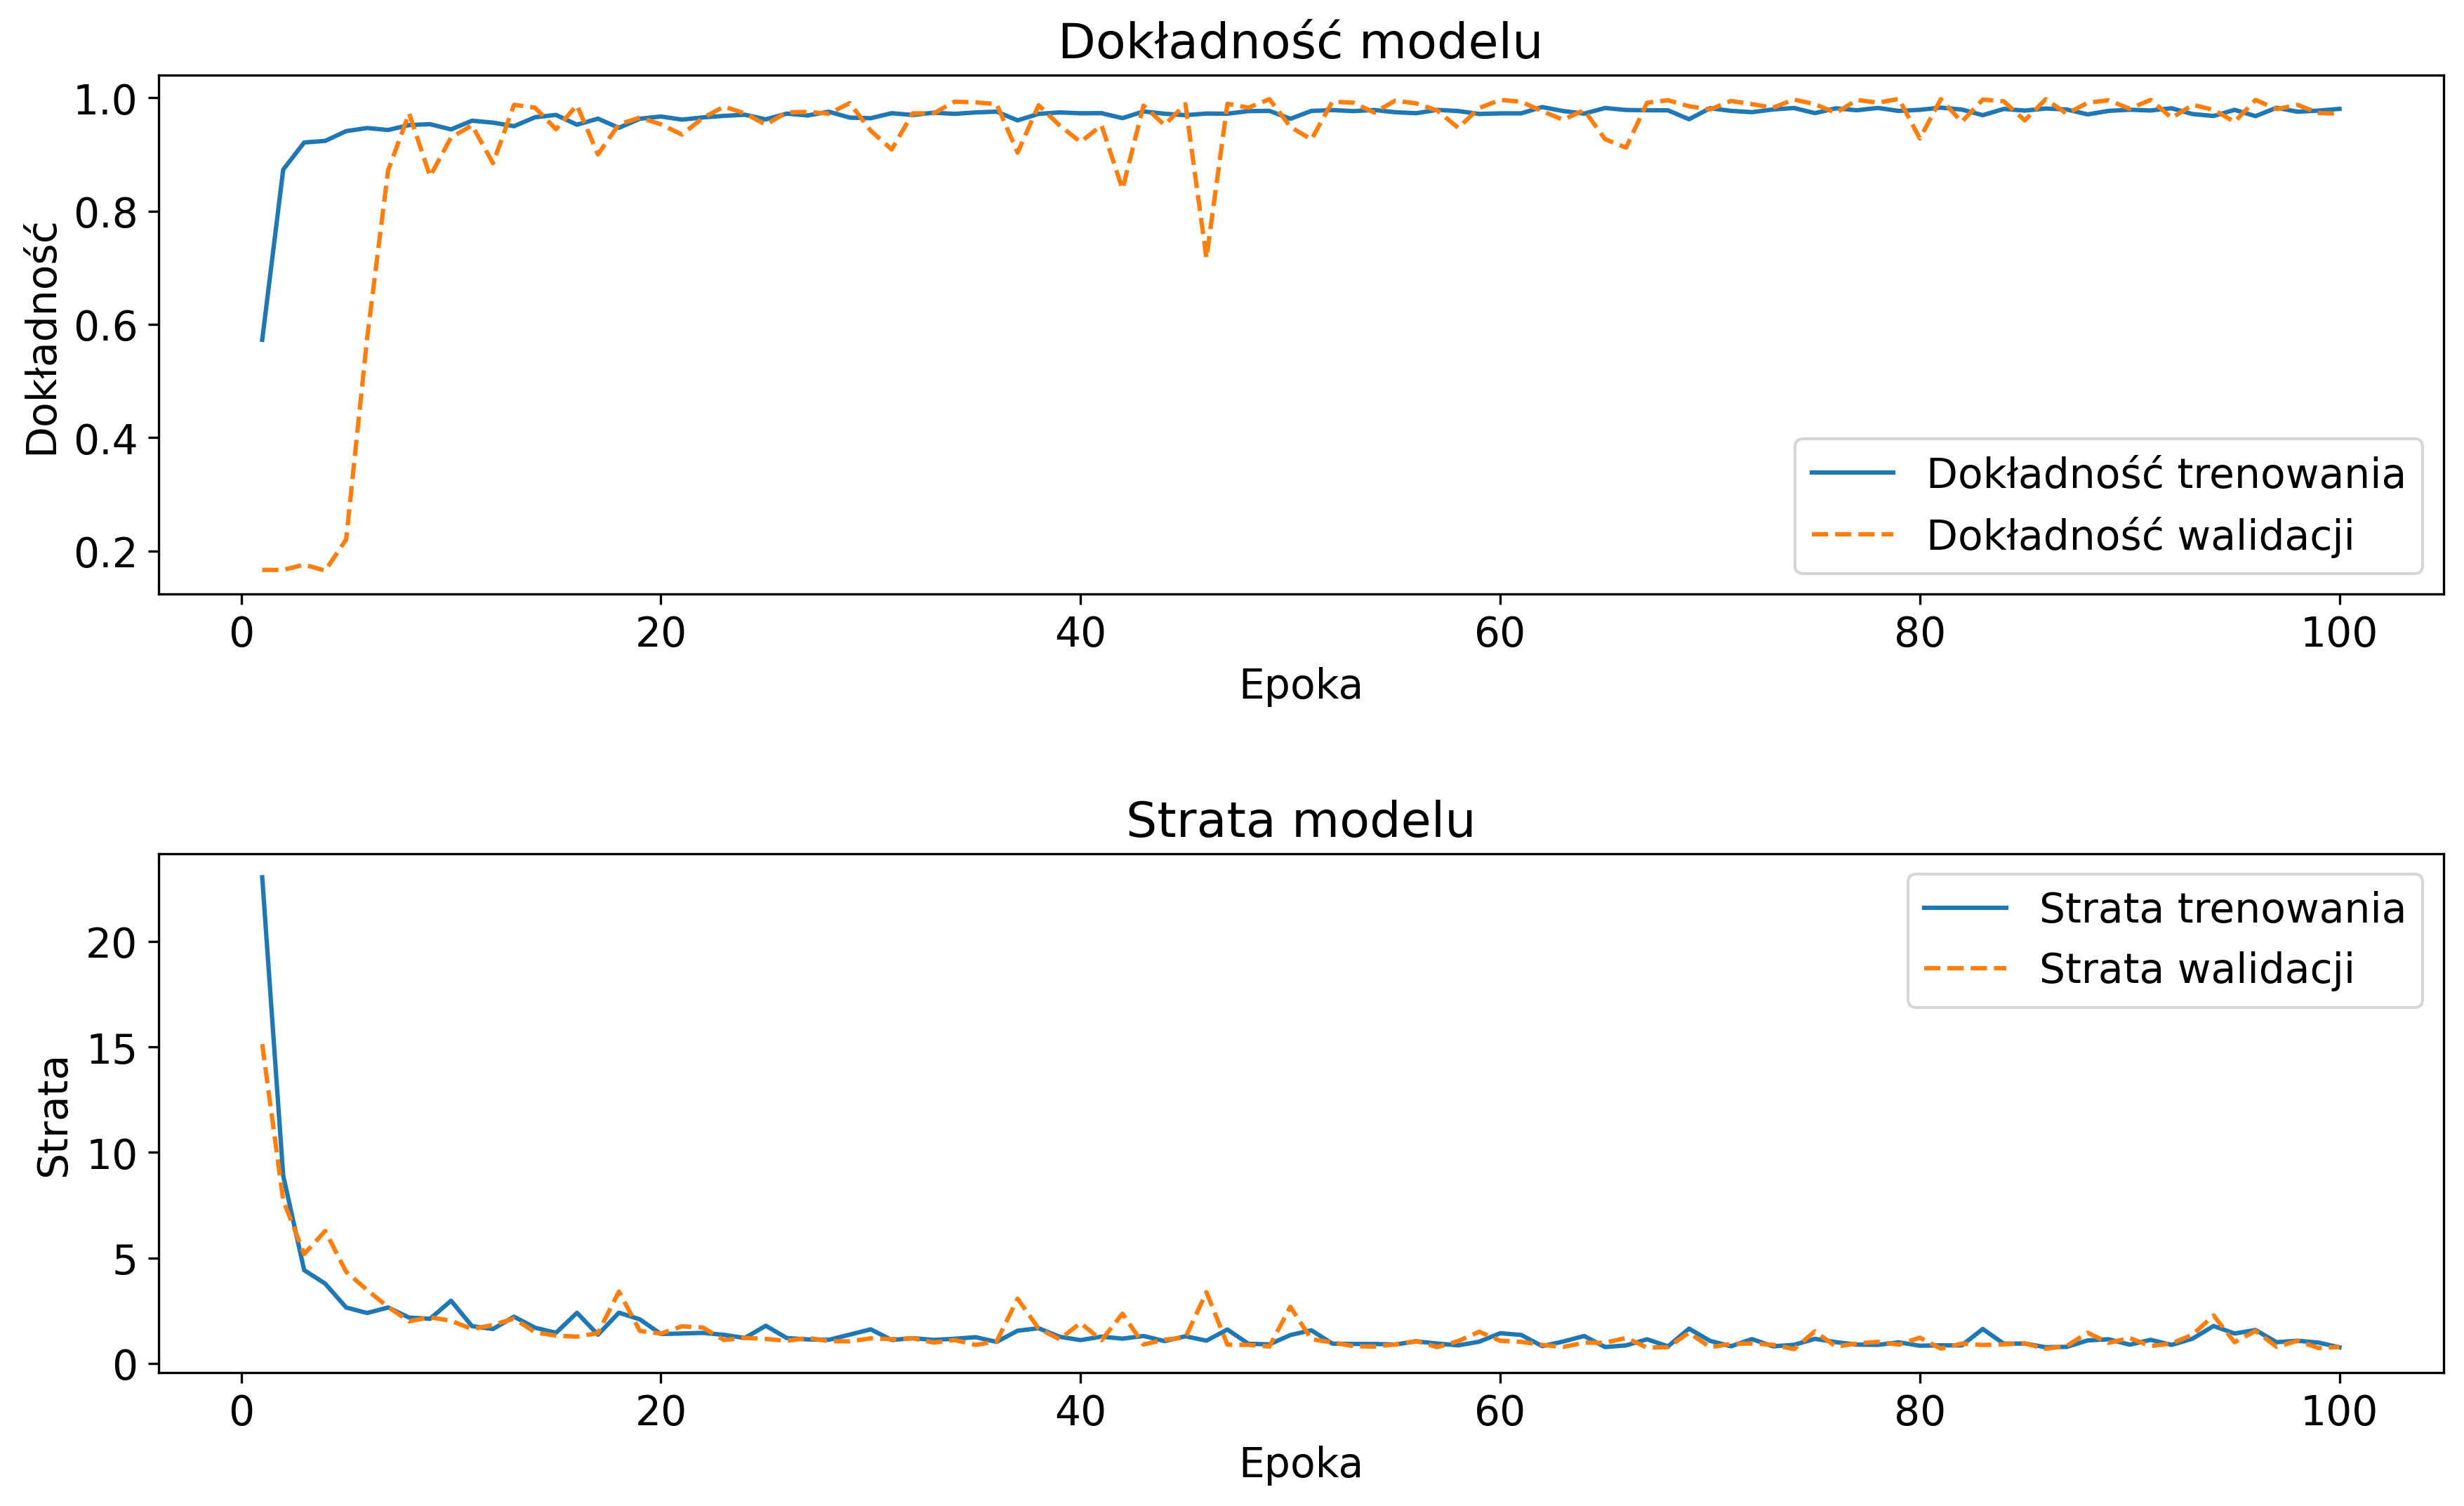 Dokładność modelu
1.0
0.8
0.6
0.4
0.2
Dokładność
Dokładność trenowania
Dokładność walidacji
0 20 40 60 80 100
Epoka
Strata modelu
20
15
10
5
0
Strata
Strata trenowania
Strata walidacji
0 20 40 60 80 100
Epoka